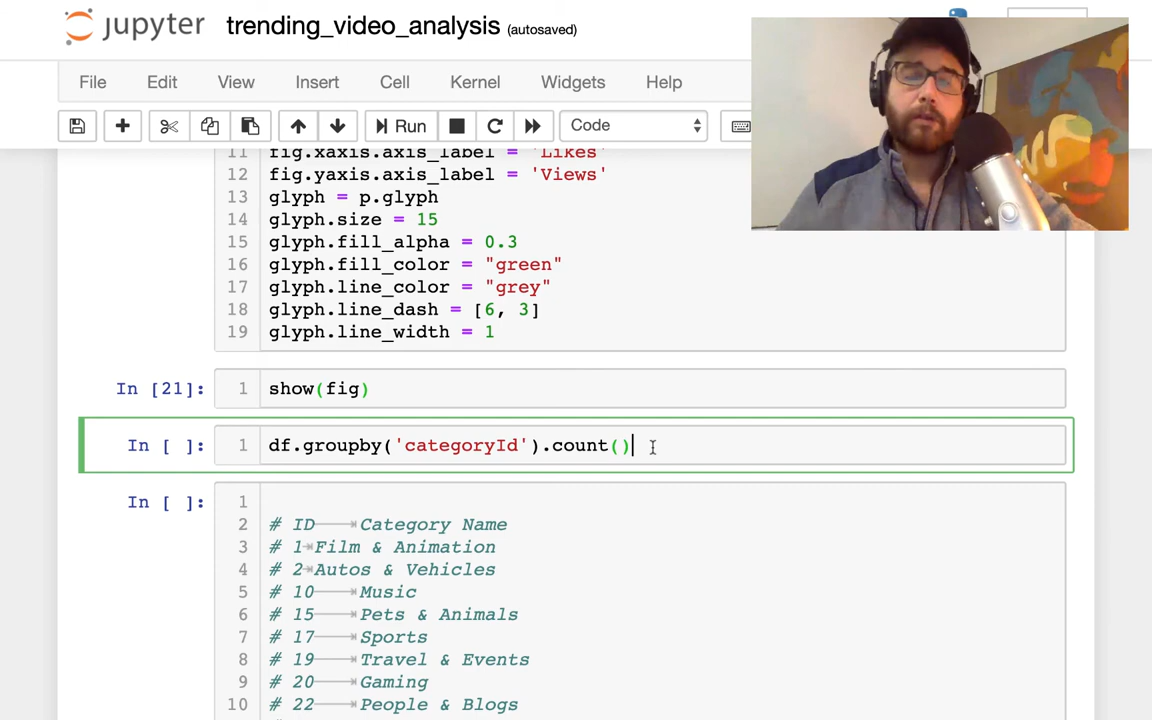 jupyter trending_video_analysis (autosaved)
File Edit View Insert Cell Kernel Widgets Help
Run Code
11 fig.xaxis.axis_label = 'Likes'
12 fig.yaxis.axis_label = 'Views'
13 glyph = p.glyph
14 glyph.size = 15
15 glyph.fill_alpha = 0.3
16 glyph.fill_color = "green"
17 glyph.line_color = "grey"
18 glyph.line_dash = [6, 3]
19 glyph.line_width = 1
In [21]: 1 show(fig)
In [ ]: 1 df.groupby('categoryId').count()
In [ ]: 1
2 # ID Category Name
3 # 1 Film & Animation
4 # 2 Autos & Vehicles
5 # 10 Music
6 # 15 Pets & Animals
7 # 17 Sports
8 # 19 Travel & Events
9 # 20 Gaming
10 # 22 People & Blogs